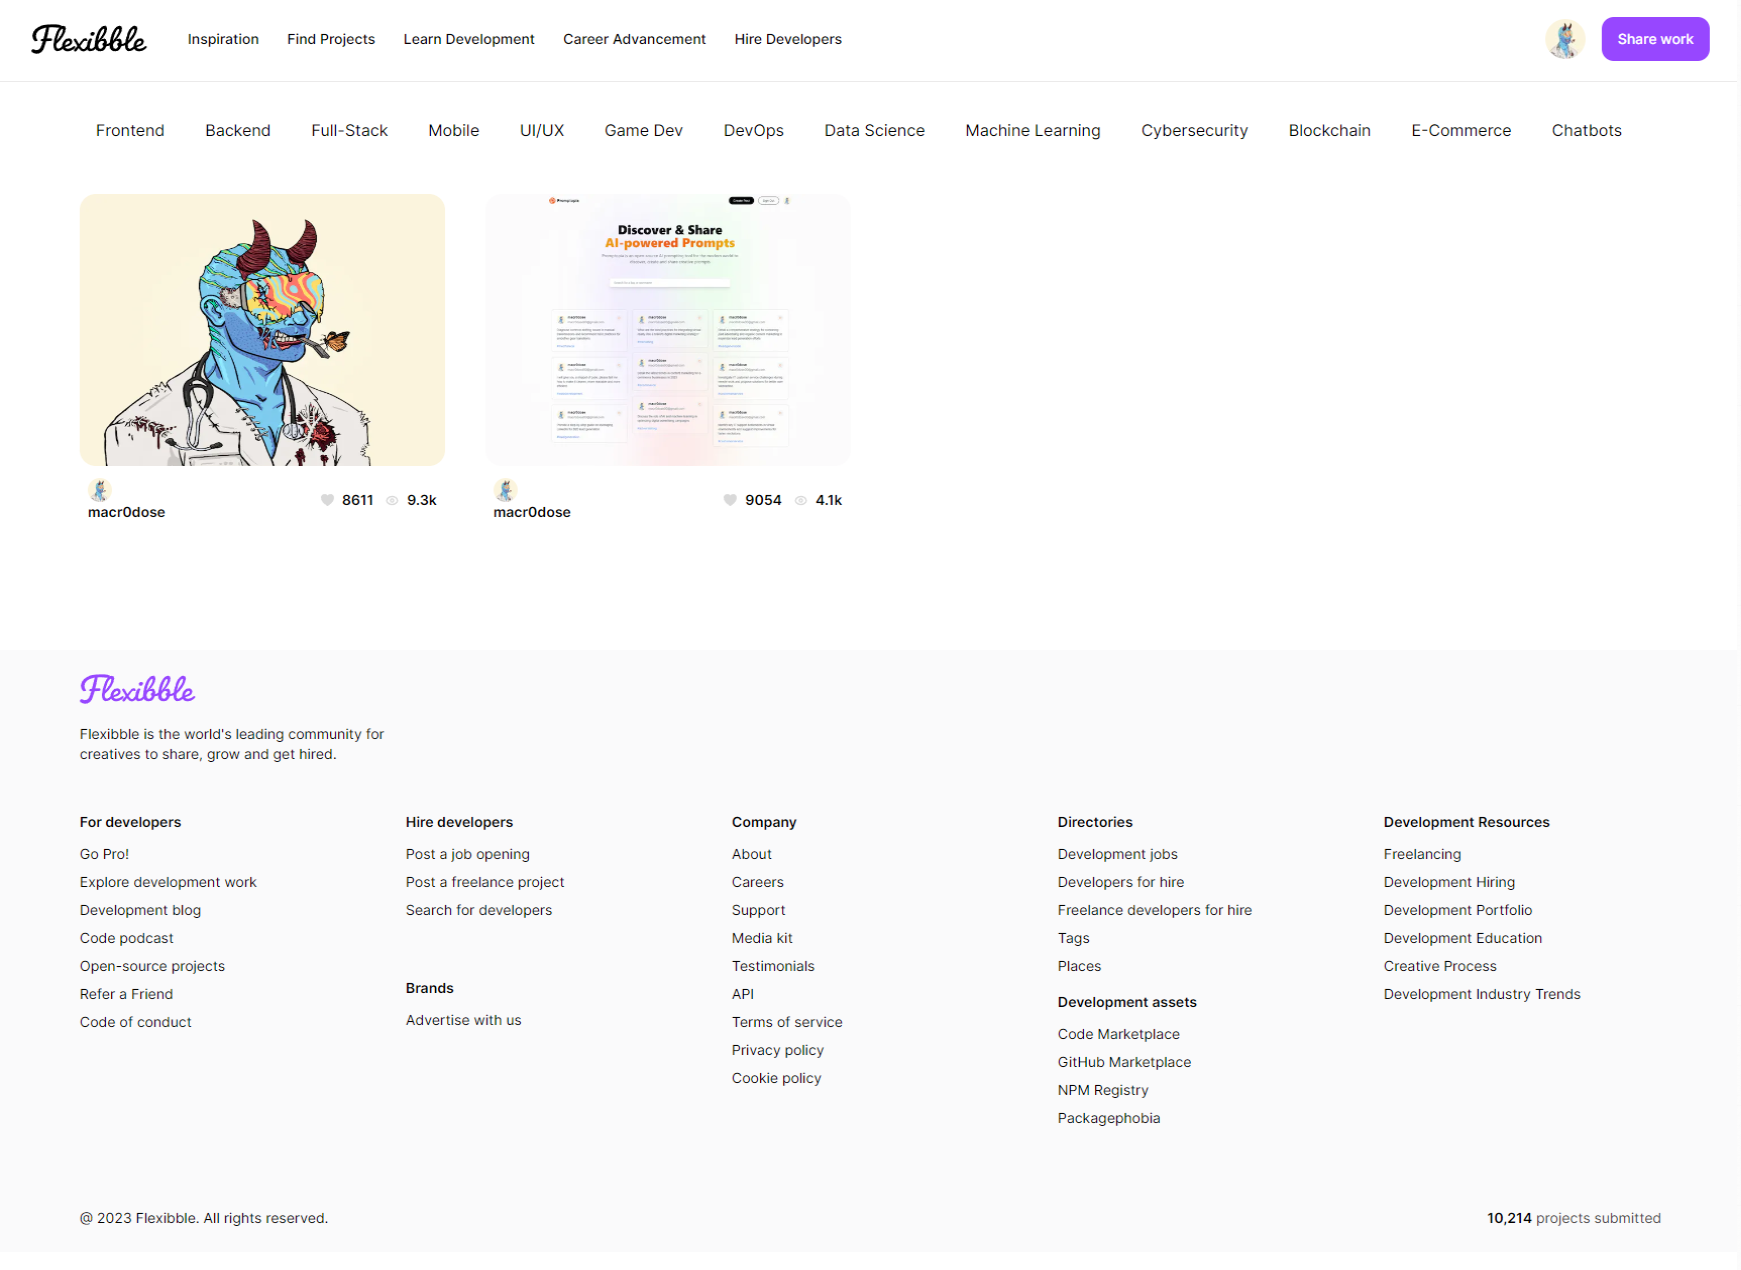 Flexibble
Inspiration Find Projects Learn Development Career Advancement Hire Developers
Share work
Frontend Backend Full-Stack Mobile UI/UX Game Dev DevOps Data Science Machine Learning Cybersecurity Blockchain E-Commerce Chatbots
Discover & Share
AI-powered Prompts
macr0dose 8611 9.3k
macr0dose 9054 4.1k
Flexibble
Flexibble is the world's leading community for
creatives to share, grow and get hired.
For developers
Go Pro!
Explore development work
Development blog
Code podcast
Open-source projects
Refer a Friend
Code of conduct
Hire developers
Post a job opening
Post a freelance project
Search for developers
Brands
Advertise with us
Company
About
Careers
Support
Media kit
Testimonials
API
Terms of service
Privacy policy
Cookie policy
Directories
Development jobs
Developers for hire
Freelance developers for hire
Tags
Places
Development assets
Code Marketplace
GitHub Marketplace
NPM Registry
Packagephobia
Development Resources
Freelancing
Development Hiring
Development Portfolio
Development Education
Creative Process
Development Industry Trends
@ 2023 Flexibble. All rights reserved.
10,214 projects submitted